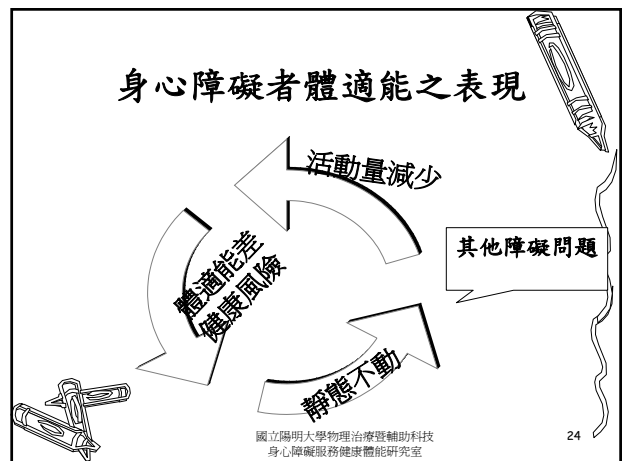 身心障礙者體適能之表現
活動量減少
其他障礙問題
體適能差
健康風險
靜態不動
國立陽明大學物理治療暨輔助科技
身心障礙服務健康體能研究室
24